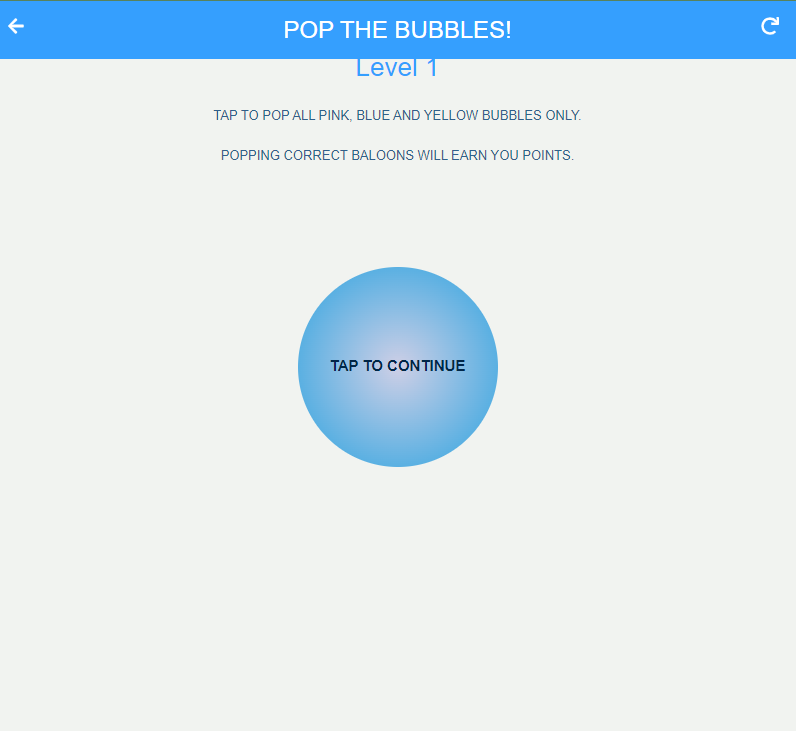 POP THE BUBBLES!
Level 1
TAP TO POP ALL PINK, BLUE AND YELLOW BUBBLES ONLY.
POPPING CORRECT BALOONS WILL EARN YOU POINTS.
TAP TO CONTINUE